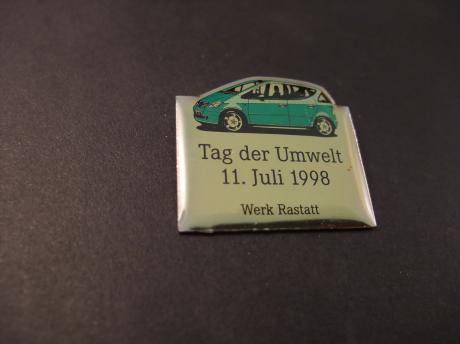 Tag der Umwelt
11. Juli 1998
Werk Rastatt